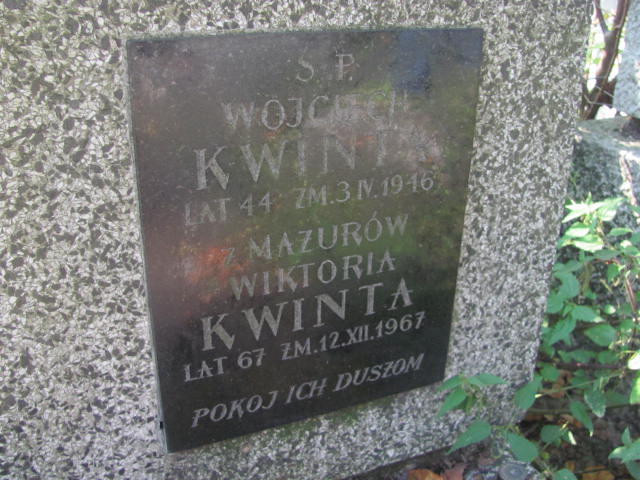 Ś. P.
WOJCIECH
KWINTA
LAT 44 ZM. 3 IV. 1946
Z MAZURÓW
WIKTORIA
KWINTA
LAT 67 ZM. 12. XII. 1967
POKÓJ ICH DUSZOM